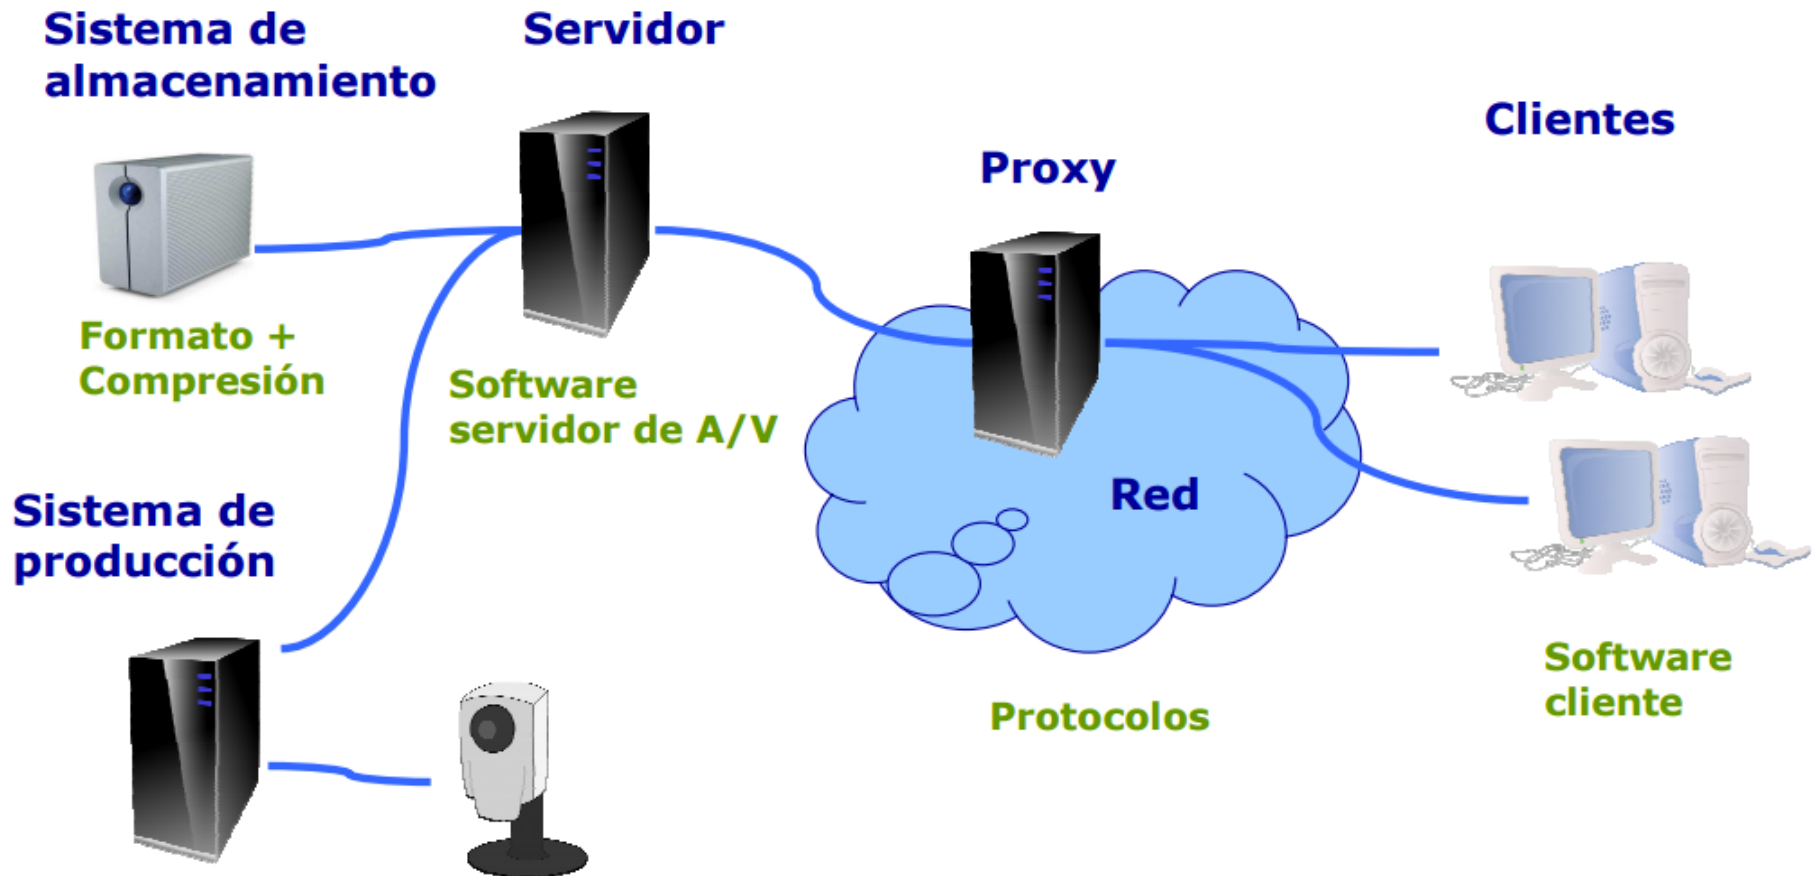 Sistema de
almacenamiento
Servidor
Clientes
Proxy
Formato +
Compresión
Software
servidor de A/V
Red
Sistema de
producción
Software
cliente
Protocolos